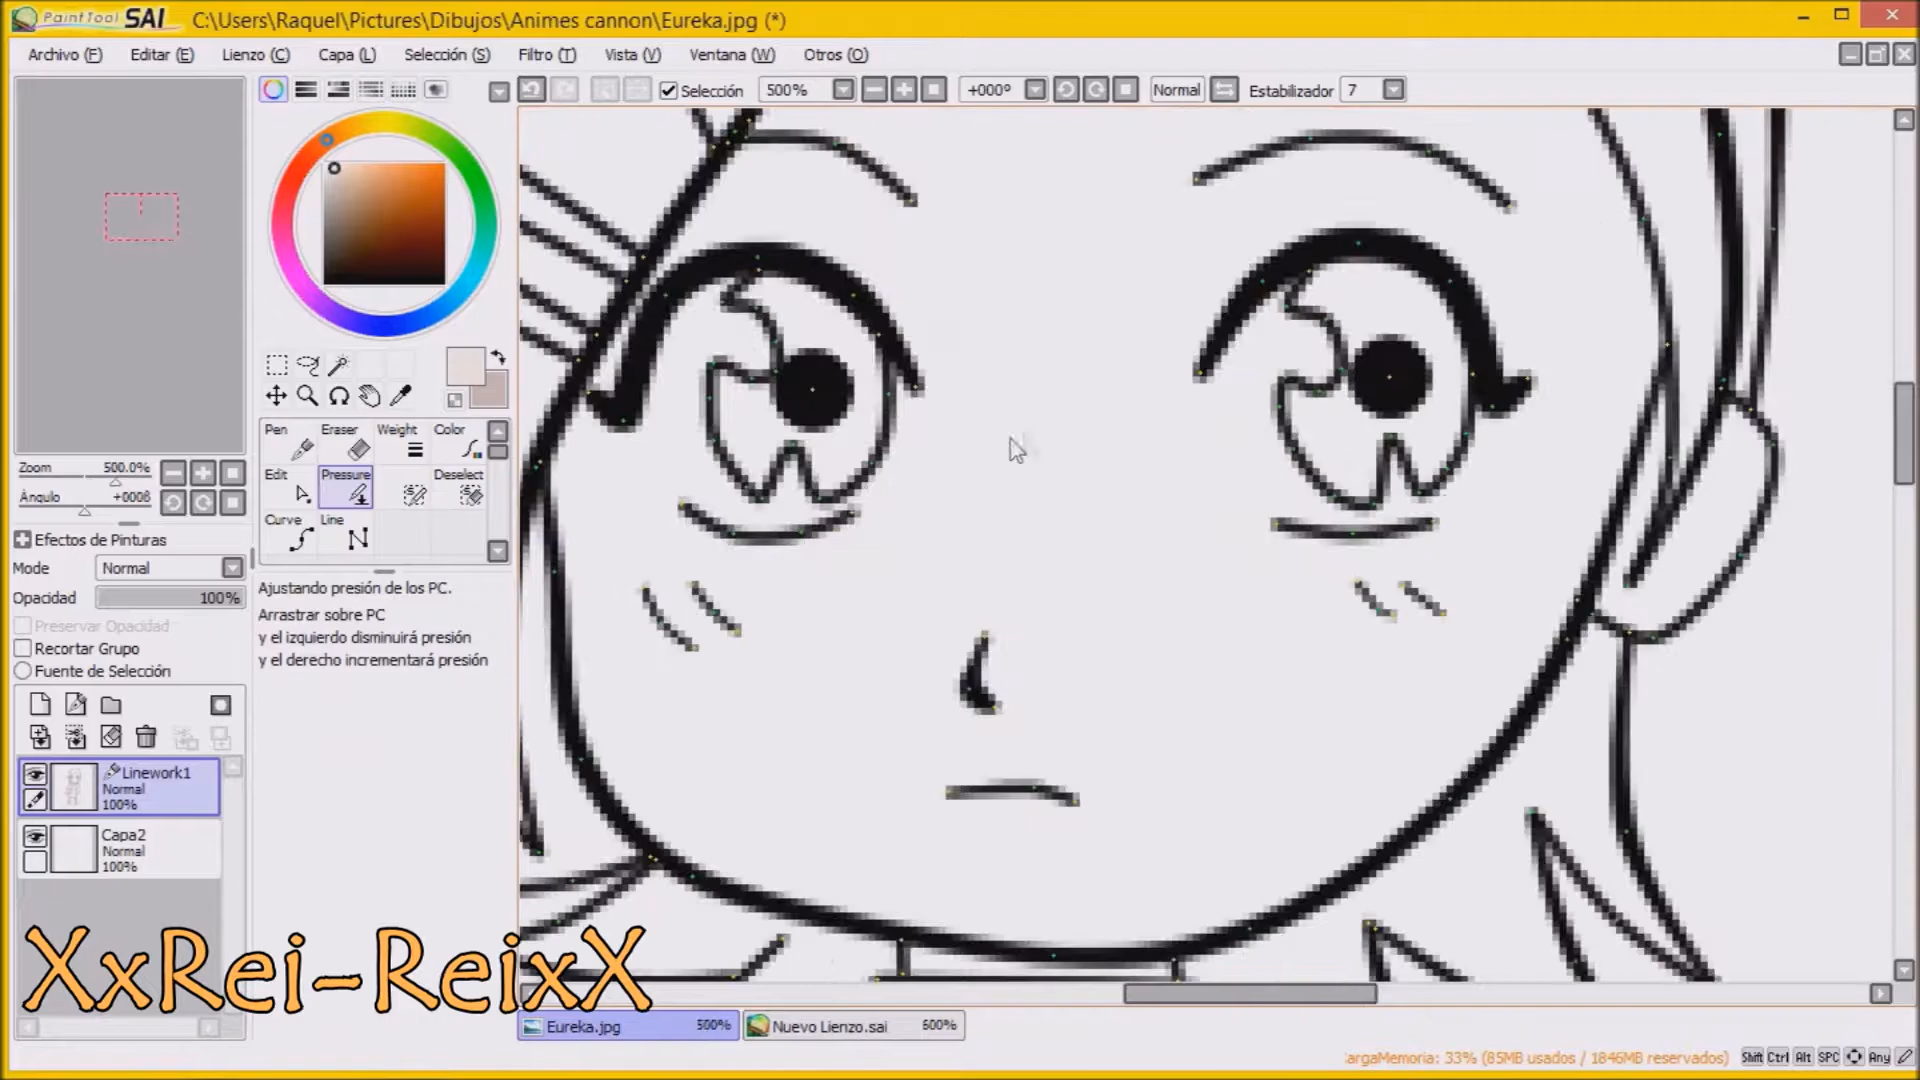 PaintTool SAI C:\Users\Raquel\Pictures\Dibujos\Animes cannon\Eureka.jpg (*)
Archivo (F) Editar (E) Lienzo (C) Capa (L) Selección (S) Filtro (T) Vista (V) Ventana (W) Otros (O)
Selección 500% +000º Normal Estabilizador 7
Pen Eraser Weight Color
Zoom 500.0%
Edit Pressure Deselect
Ángulo +000ß
Curve Line
Efectos de Pinturas
Mode Normal
Opacidad 100%
Preservar Opacidad
Recortar Grupo
Fuente de Selección
Ajustando presión de los PC.
Arrastrar sobre PC
y el izquierdo disminuirá presión
y el derecho incrementará presión
Linework1
Normal
100%
Capa2
Normal
100%
XxRei-ReixX
Eureka.jpg 500% Nuevo Lienzo.sai 600%
argaMemoria: 33% (85MB usados / 1846MB reservados) Shift Ctrl Alt SPC Any